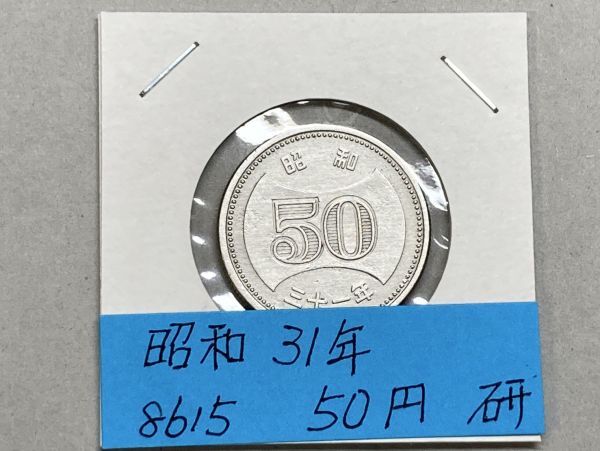 昭和
50
三十一年
昭和 31年
8615 50円 研